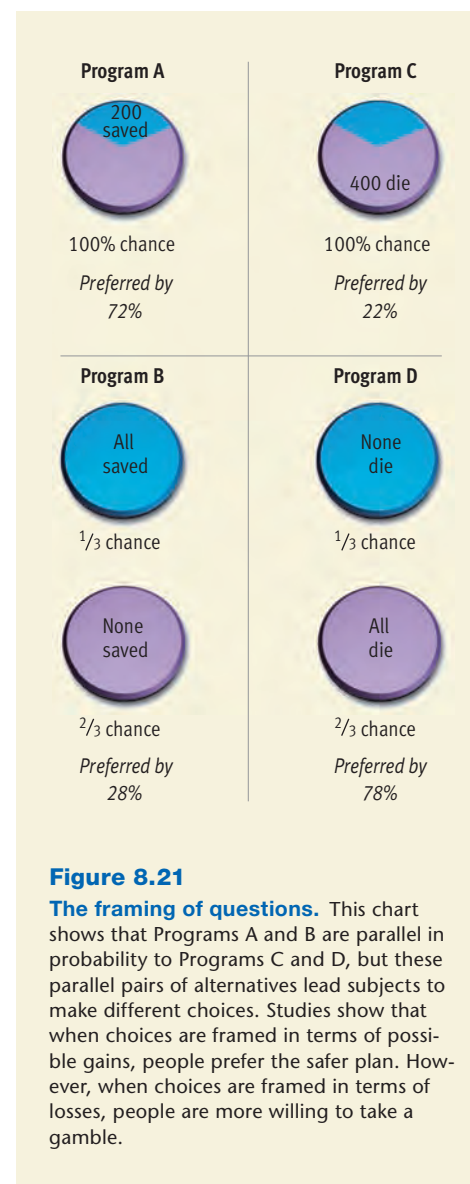 Program A
200
saved
100% chance
Preferred by
72%
Program C
400 die
100% chance
Preferred by
22%
Program B
All
saved
1/3 chance
None
saved
2/3 chance
Preferred by
28%
Program D
None
die
1/3 chance
All
die
2/3 chance
Preferred by
78%
Figure 8.21
The framing of questions. This chart
shows that Programs A and B are parallel in
probability to Programs C and D, but these
parallel pairs of alternatives lead subjects to
make different choices. Studies show that
when choices are framed in terms of possi-
ble gains, people prefer the safer plan. How-
ever, when choices are framed in terms of
losses, people are more willing to take a
gamble.